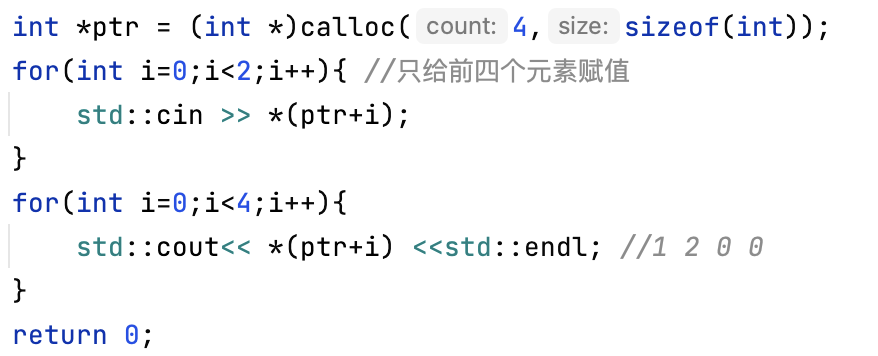 int *ptr = (int *)calloc( count: 4, size: sizeof(int));
for(int i=0;i<2;i++){ //只给前四个元素赋值
    std::cin >> *(ptr+i);
}
for(int i=0;i<4;i++){
    std::cout<< *(ptr+i) <<std::endl; //1 2 0 0
}
return 0;